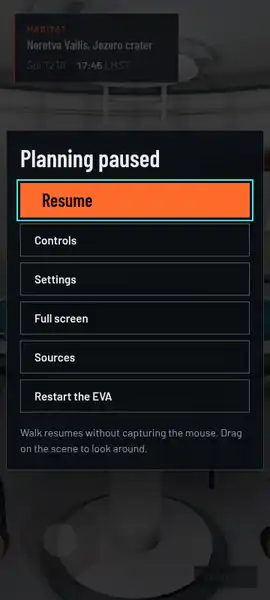 HABITAT
Neretva Vallis, Jezero crater
17:46 LMST
Planning paused
Resume
Controls
Settings
Full screen
Sources
Restart the EVA
Walk resumes without capturing the mouse. Drag
on the scene to look around.